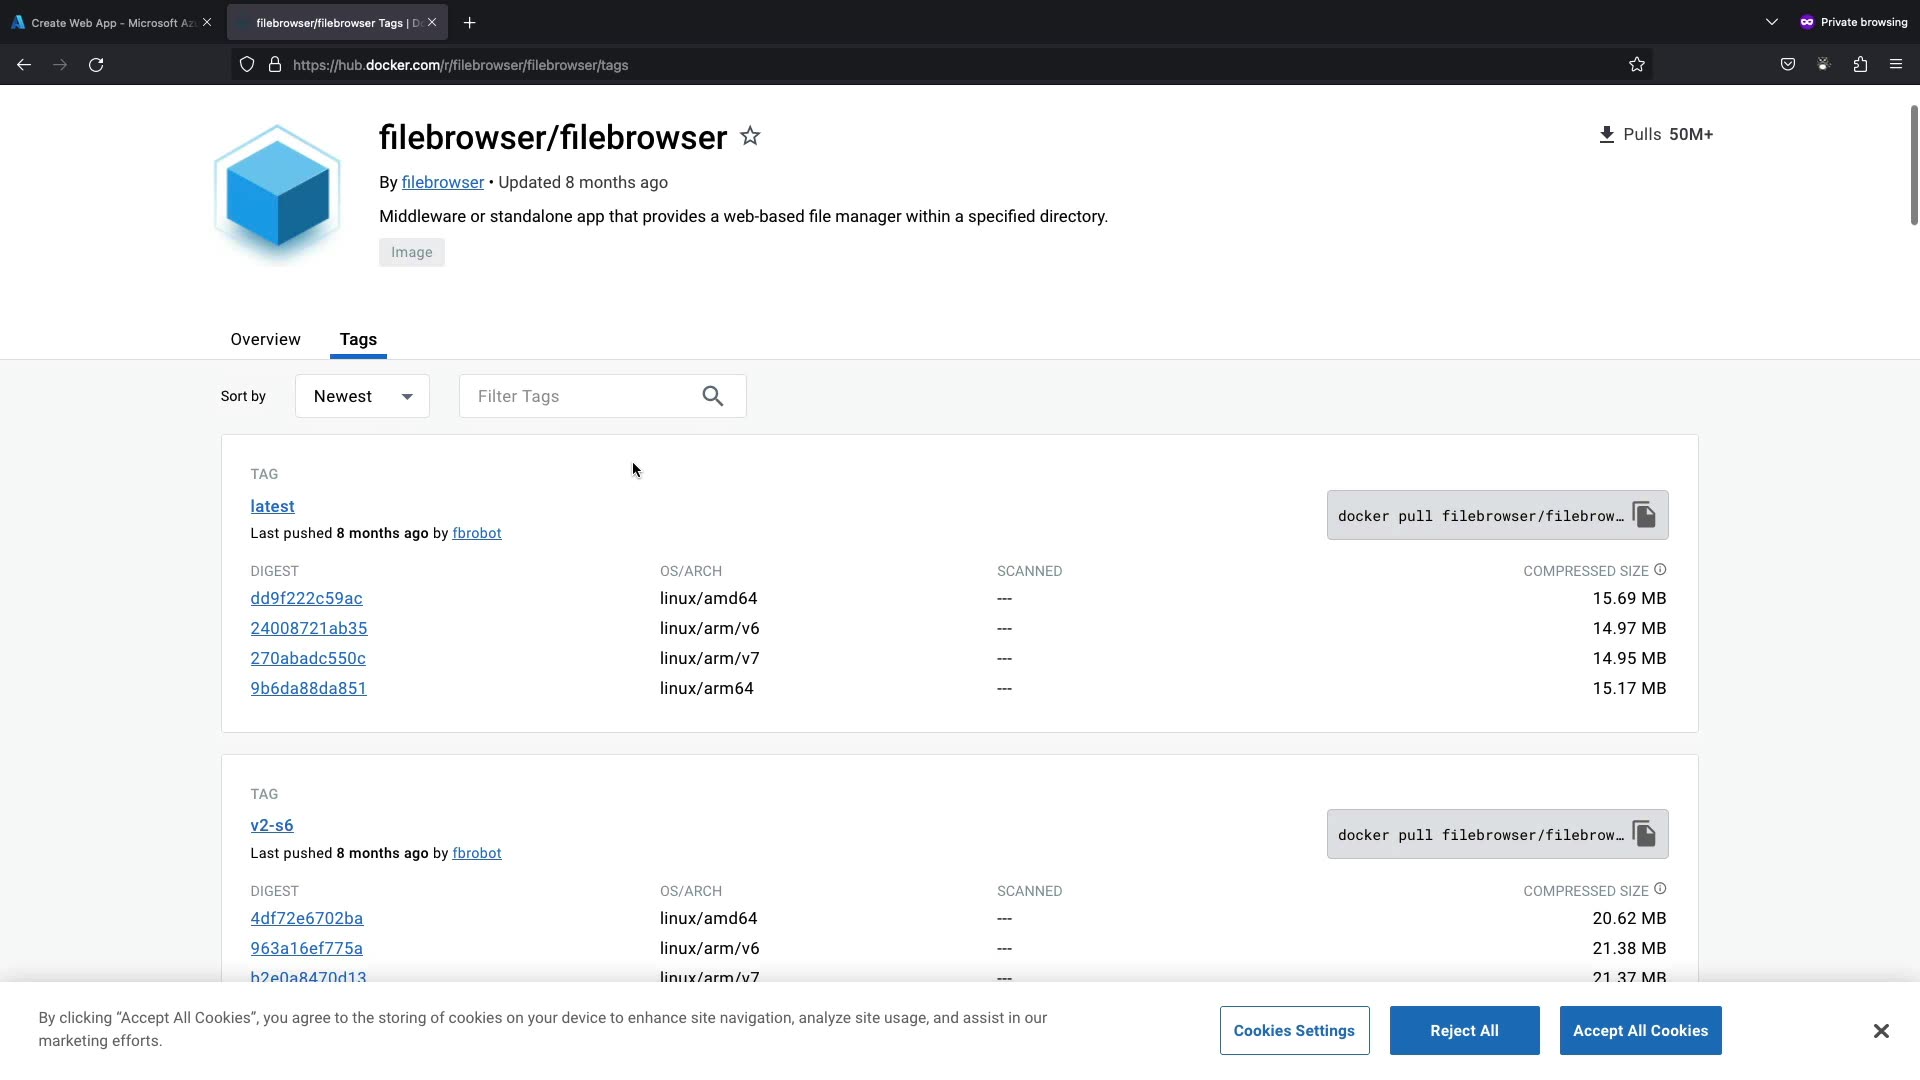 Create Web App - Microsoft Az
filebrowser/filebrowser Tags | D
Private browsing
https://hub.docker.com/r/filebrowser/filebrowser/tags
filebrowser/filebrowser
Pulls 50M+
By filebrowser • Updated 8 months ago
Middleware or standalone app that provides a web-based file manager within a specified directory.
Image
Overview
Tags
Sort by
Newest
Filter Tags
TAG
latest
Last pushed 8 months ago by fbrobot
docker pull filebrowser/filebrow…
DIGEST OS/ARCH SCANNED COMPRESSED SIZE
dd9f222c59ac linux/amd64 --- 15.69 MB
24008721ab35 linux/arm/v6 --- 14.97 MB
270abadc550c linux/arm/v7 --- 14.95 MB
9b6da88da851 linux/arm64 --- 15.17 MB
TAG
v2-s6
Last pushed 8 months ago by fbrobot
docker pull filebrowser/filebrow…
DIGEST OS/ARCH SCANNED COMPRESSED SIZE
4df72e6702ba linux/amd64 --- 20.62 MB
963a16ef775a linux/arm/v6 --- 21.38 MB
b2e0a8470d13 linux/arm/v7 --- 21.37 MB
By clicking “Accept All Cookies”, you agree to the storing of cookies on your device to enhance site navigation, analyze site usage, and assist in our
marketing efforts.
Cookies Settings
Reject All
Accept All Cookies